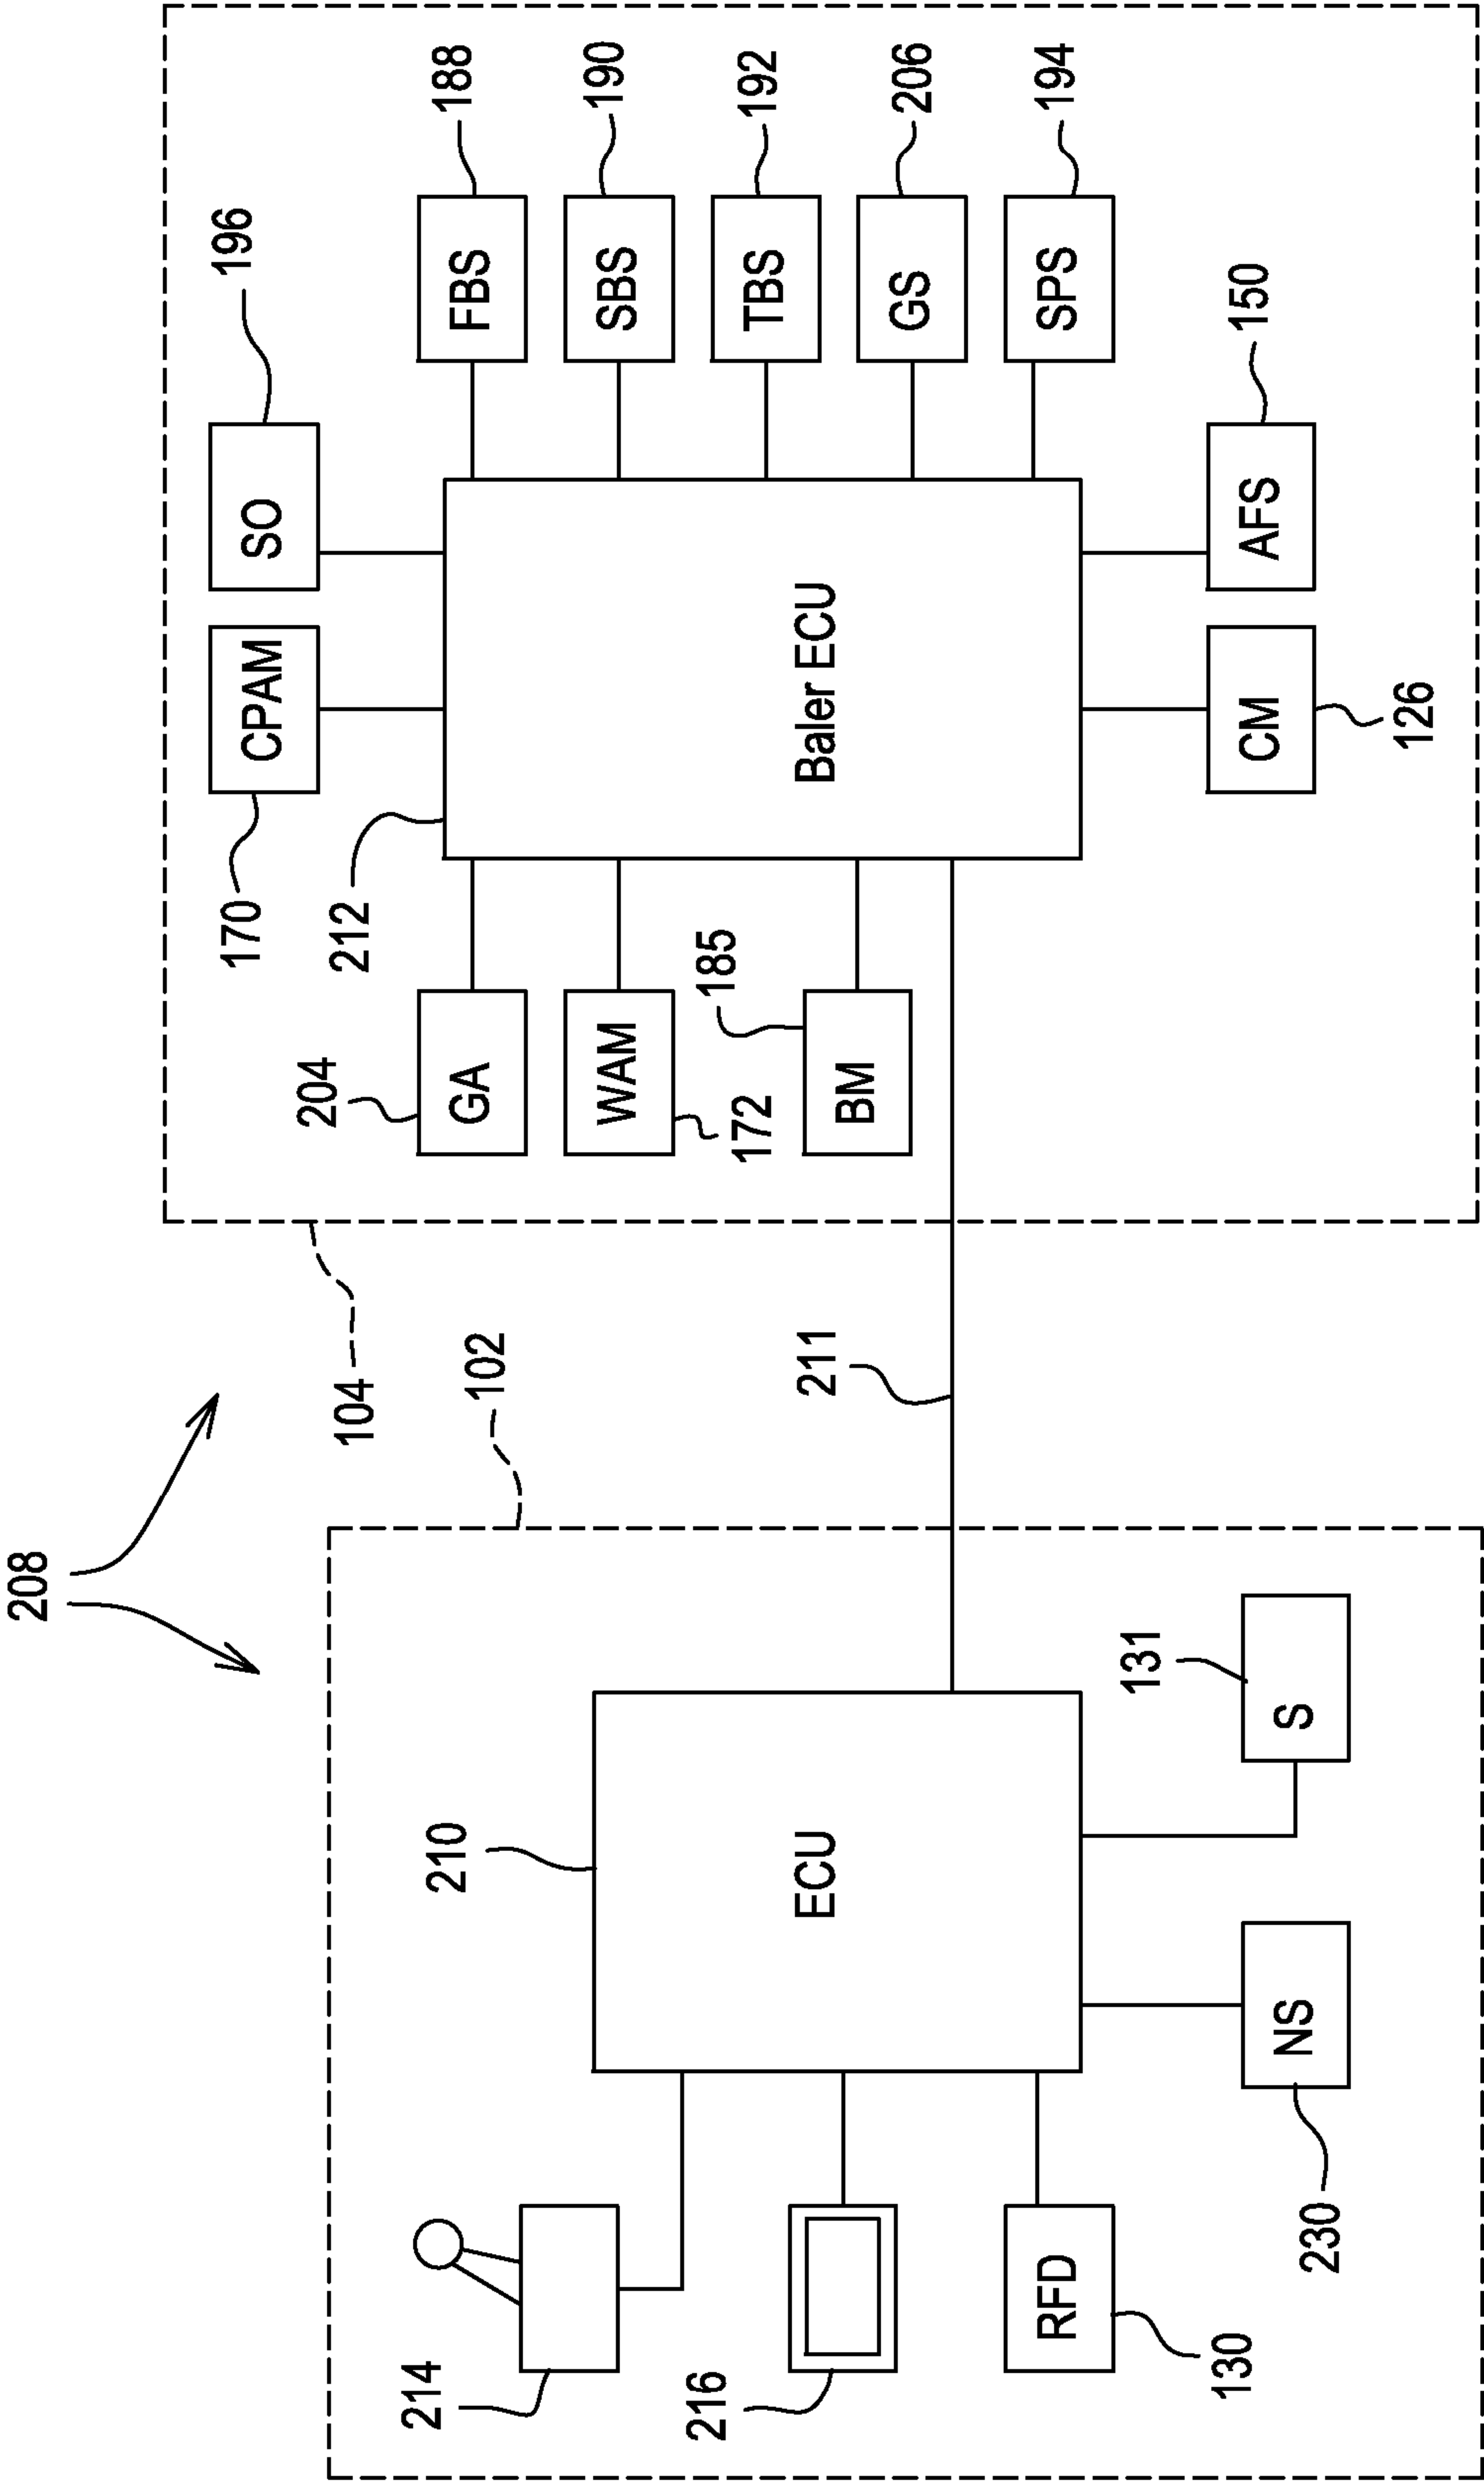 208
104
102
196
170
SO
CPAM
212
188
FBS
204
GA
190
SBS
WAM
172
192
TBS
185
BM
Baler ECU
206
GS
194
SPS
150
AFS
CM
126
211
210
ECU
214
216
RFD
130
NS
230
131
S